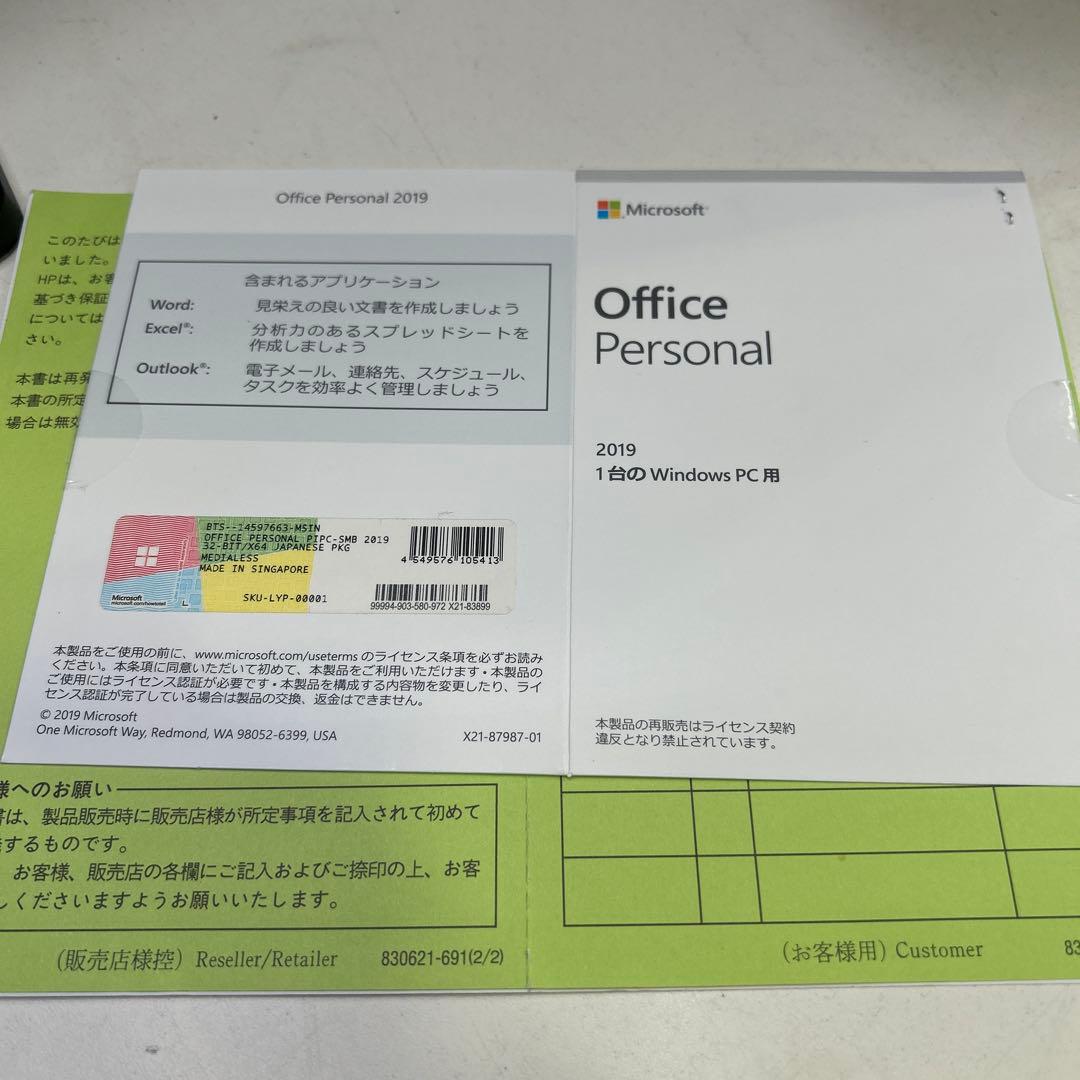 このたびは
いました。
HPは、お客
基づき保証
については
さい。
本書は再発
本書の所定
場合は無効
Office Personal 2019
含まれるアプリケーション
Word: 見栄えの良い文書を作成しましょう
Excel®: 分析力のあるスプレッドシートを
作成しましょう
Outlook®: 電子メール、連絡先、スケジュール、
タスクを効率よく管理しましょう
BTS--14597663-MSIN
OFFICE PERSONAL PIPC-SMB 2019
32-BIT/X64 JAPANESE PKG
MEDIALESS
MADE IN SINGAPORE
SKU-LYP-00001
4 549576 105413
99994-903-580-972 X21-83899
Microsoft
microsoft.com/howtotell
本製品をご使用の前に、www.microsoft.com/useterms のライセンス条項を必ずお読み
ください。本条項に同意いただいて初めて、本製品をご利用いただけます・本製品の
ご使用にはライセンス認証が必要です・本製品を構成する内容物を変更したり、ライ
センス認証が完了している場合は製品の交換、返金はできません。
© 2019 Microsoft
One Microsoft Way, Redmond, WA 98052-6399, USA
X21-87987-01
Microsoft
Office
Personal
2019
1台の Windows PC 用
本製品の再販売はライセンス契約
違反となり禁止されています。
様へのお願い
書は、製品販売時に販売店様が所定事項を記入されて初めて
するものです。
お客様、販売店の各欄にご記入およびご捺印の上、お客
しくださいますようお願いいたします。
(販売店様控) Reseller/Retailer 830621-691(2/2)
(お客様用) Customer 83